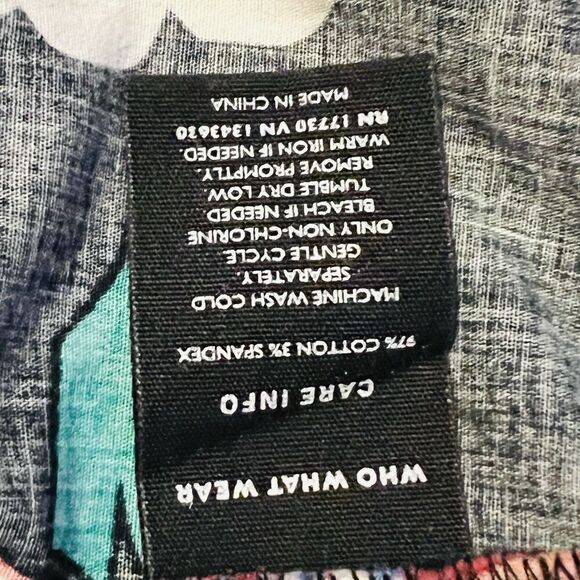 WHO WHAT WEAR
CARE INFO
97% COTTON 3% SPANDEX
MACHINE WASH COLD
SEPARATELY.
GENTLE CYCLE.
ONLY NON-CHLORINE
BLEACH IF NEEDED.
TUMBLE DRY LOW.
REMOVE PROMPTLY.
WARM IRON IF NEEDED.
RN 17730 VN 1343620
MADE IN CHINA